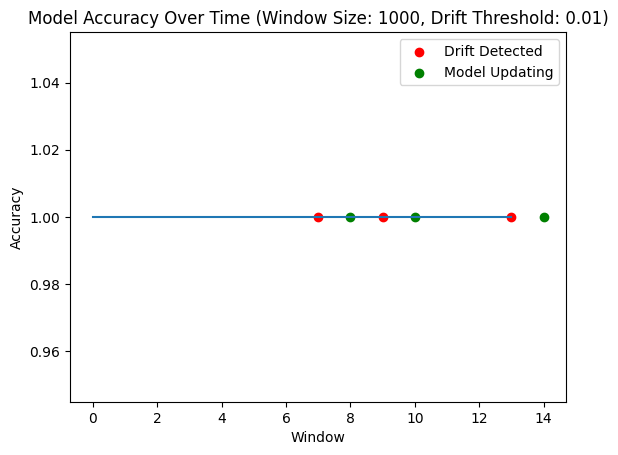 Model Accuracy Over Time (Window Size: 1000, Drift Threshold: 0.01)
Drift Detected
Model Updating
1.04
1.02
1.00
0.98
0.96
Accuracy
0 2 4 6 8 10 12 14
Window